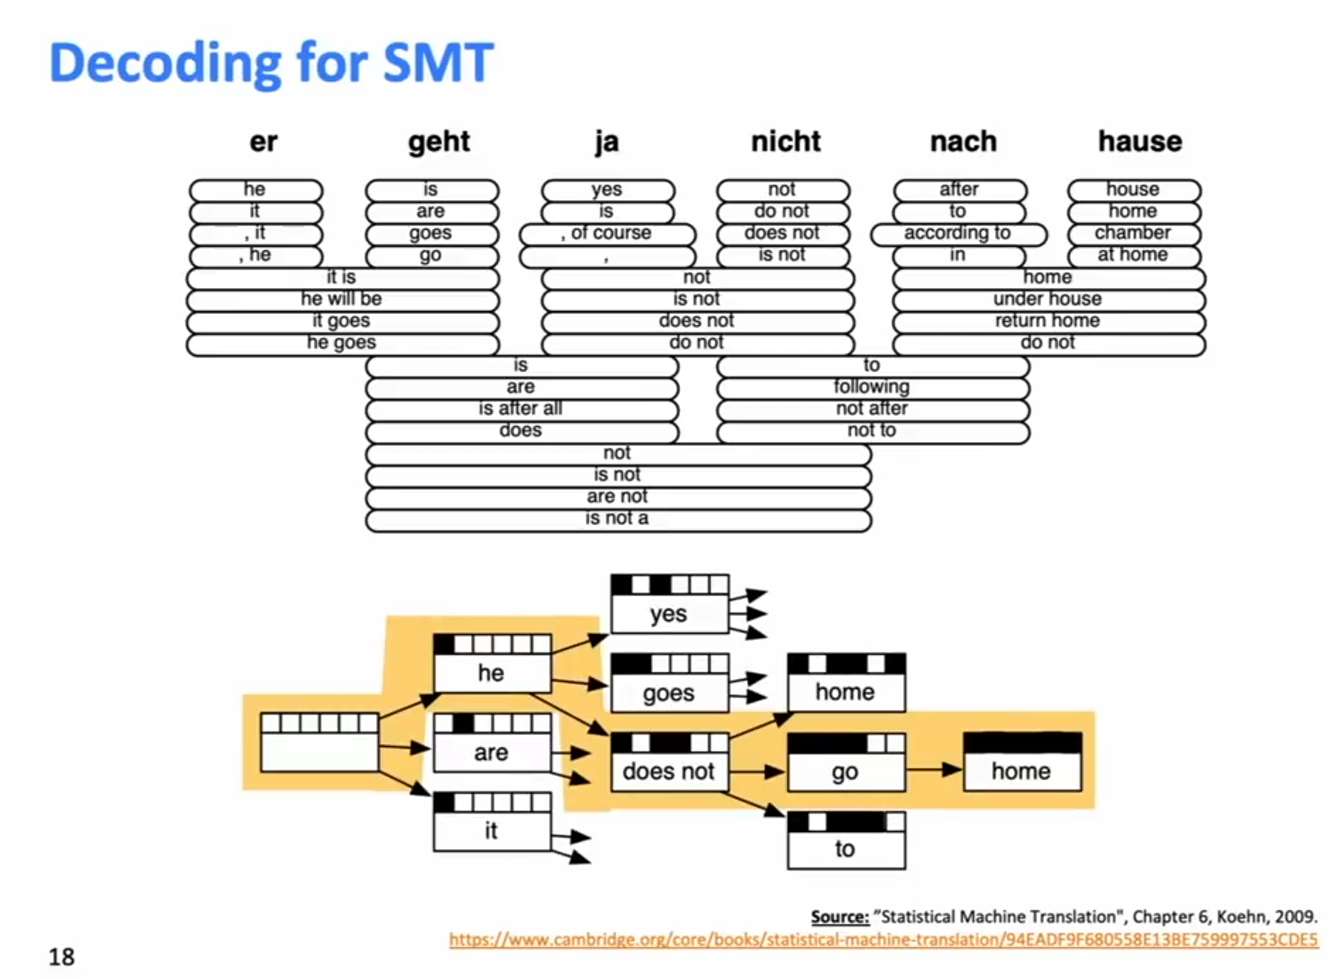 Decoding for SMT
er geht ja nicht nach hause
he is yes not after house
it are is do not to home
, it goes , of course does not according to chamber
, he go , is not in at home
it is not home
he will be is not under house
it goes does not return home
he goes do not do not
is to
are following
is after all not after
does not to
not
is not
are not
is not a
yes
he
goes home
are does not go home
it to
Source: "Statistical Machine Translation", Chapter 6, Koehn, 2009.
https://www.cambridge.org/core/books/statistical-machine-translation/94EADF9F680558E13BE759997553CDE5
18